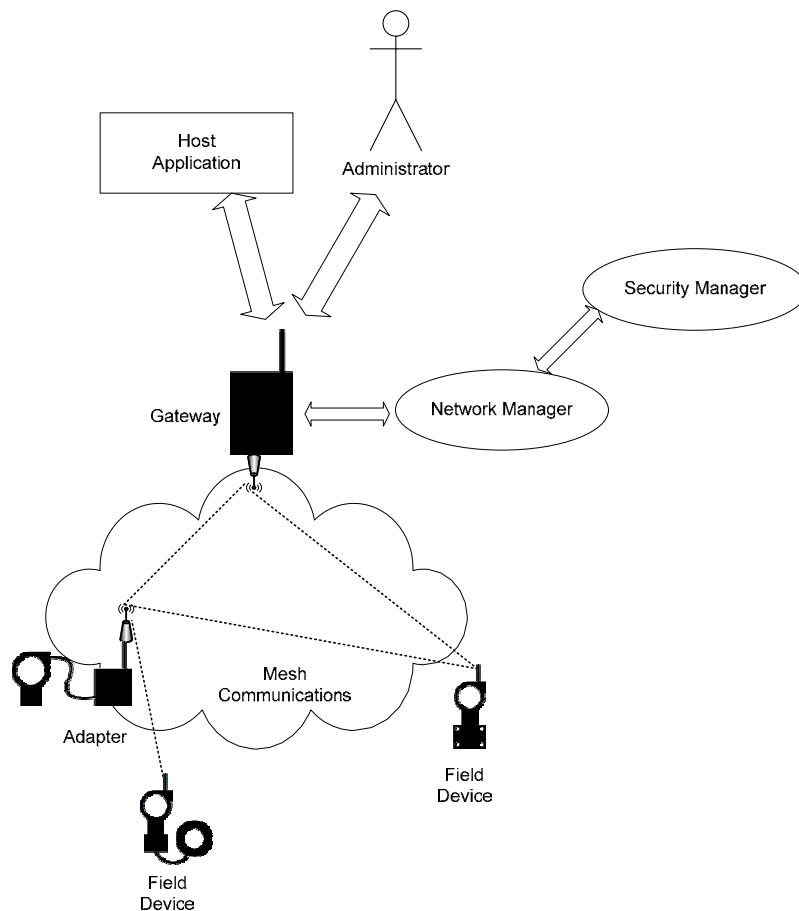 Host
Application
Administrator
Security Manager
Network Manager
Gateway
Mesh
Communications
Adapter
Field
Device
Field
Device